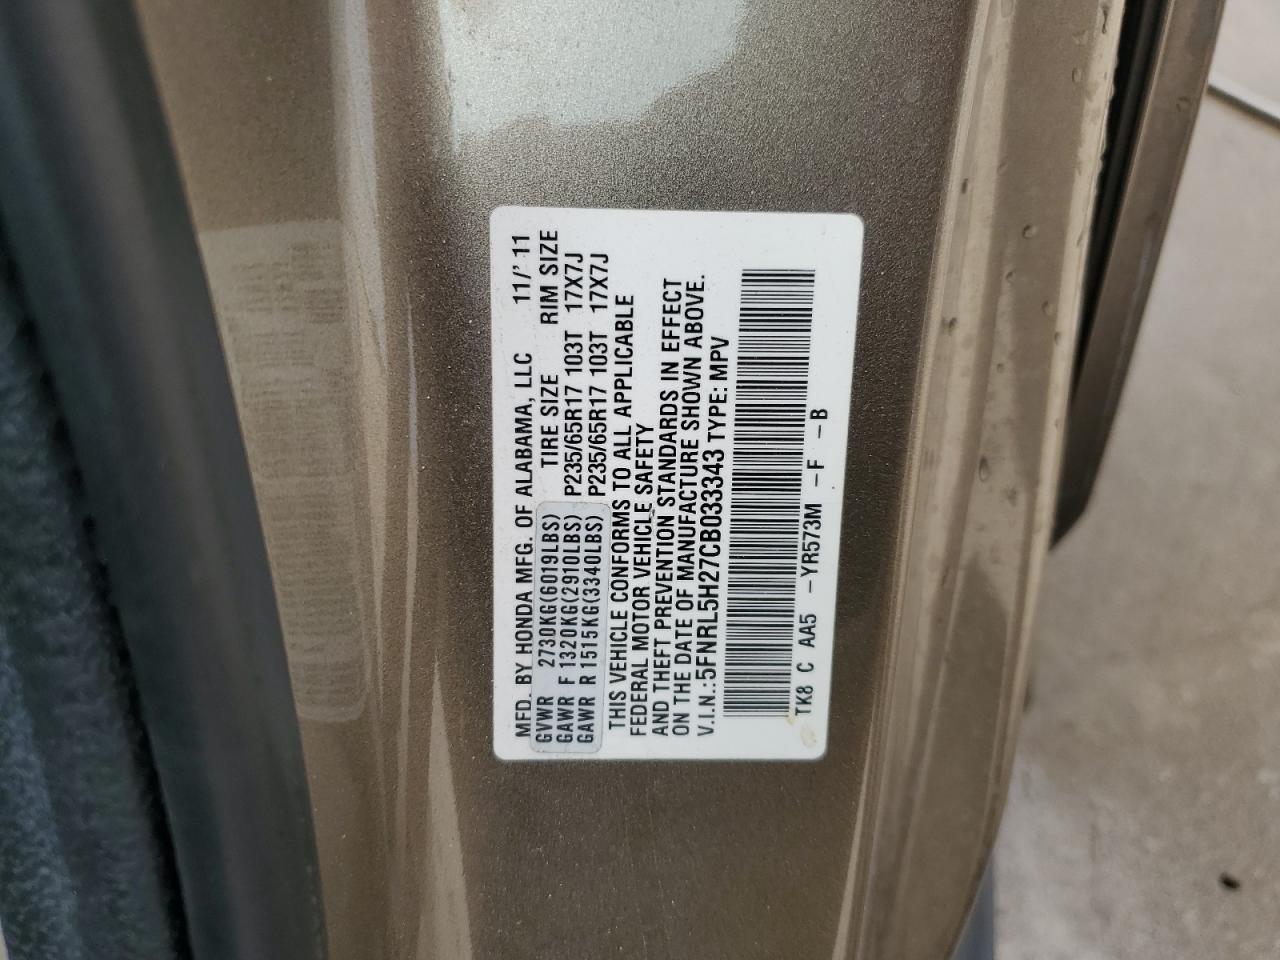 MFD. BY HONDA MFG. OF ALABAMA, LLC 11/' 11
GVWR 2730KG(6019LBS) TIRE SIZE RIM SIZE
GAWR F 1320KG(2910LBS) P235/65R17 103T 17X7J
GAWR R 1515KG(3340LBS) P235/65R17 103T 17X7J
THIS VEHICLE CONFORMS TO ALL APPLICABLE
FEDERAL MOTOR VEHICLE SAFETY
AND THEFT PREVENTION STANDARDS IN EFFECT
ON THE DATE OF MANUFACTURE SHOWN ABOVE.
V.I.N.:5FNRL5H27CB033343 TYPE: MPV
TK8 C AA5 -YR573M -F -B